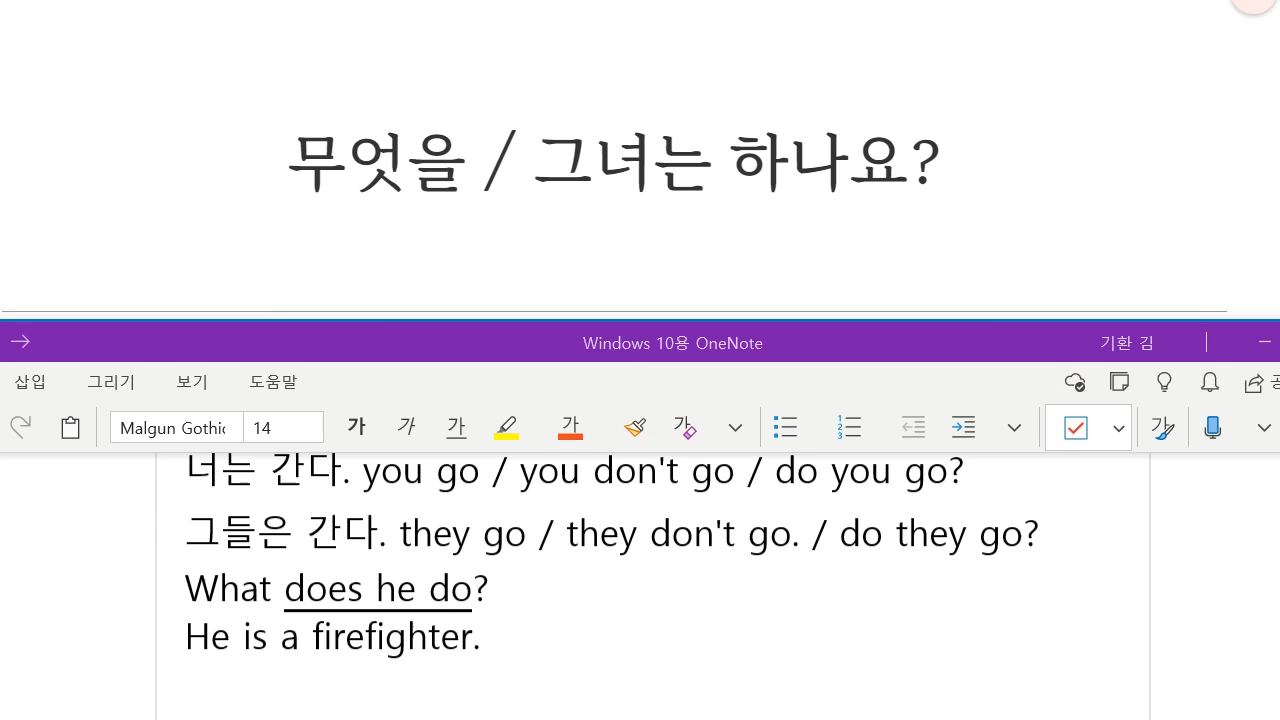 무엇을 / 그녀는 하나요?
Windows 10용 OneNote
기환 김
삽입 그리기 보기 도움말
Malgun Gothic 14 가 가 가 가 가 가
너는 간다. you go / you don't go / do you go?
그들은 간다. they go / they don't go. / do they go?
What does he do?
He is a firefighter.